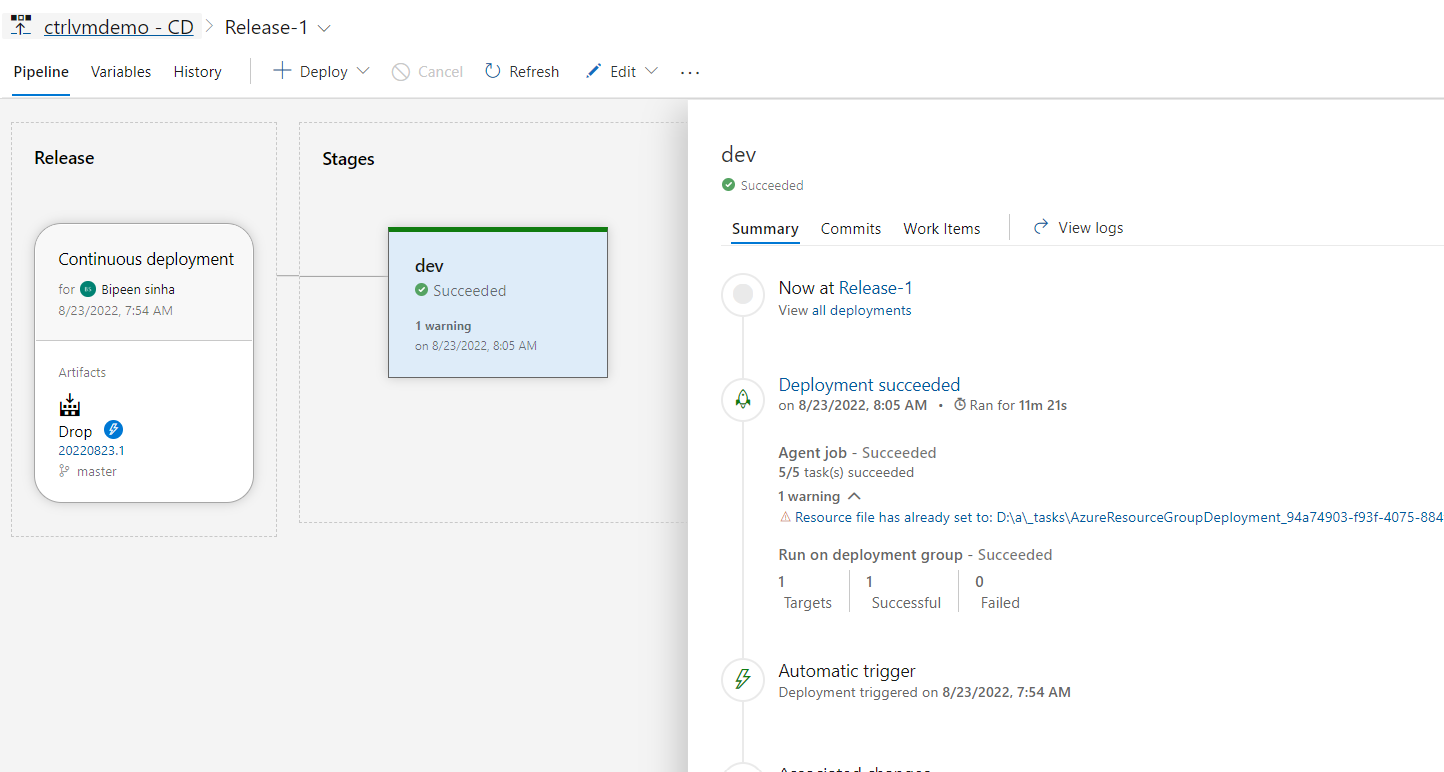 ctrlvmdemo - CD
Release-1
Pipeline Variables History Deploy Cancel Refresh Edit ...
Release
Continuous deployment
for BS Bipeen sinha
8/23/2022, 7:54 AM
Artifacts
Drop
20220823.1
master
Stages
dev
Succeeded
1 warning
on 8/23/2022, 8:05 AM
dev
Succeeded
Summary Commits Work Items View logs
Now at Release-1
View all deployments
Deployment succeeded
on 8/23/2022, 8:05 AM • Ran for 11m 21s
Agent job - Succeeded
5/5 task(s) succeeded
1 warning
Resource file has already set to: D:\a\_tasks\AzureResourceGroupDeployment_94a74903-f93f-4075-884
Run on deployment group - Succeeded
1 1 0
Targets Successful Failed
Automatic trigger
Deployment triggered on 8/23/2022, 7:54 AM